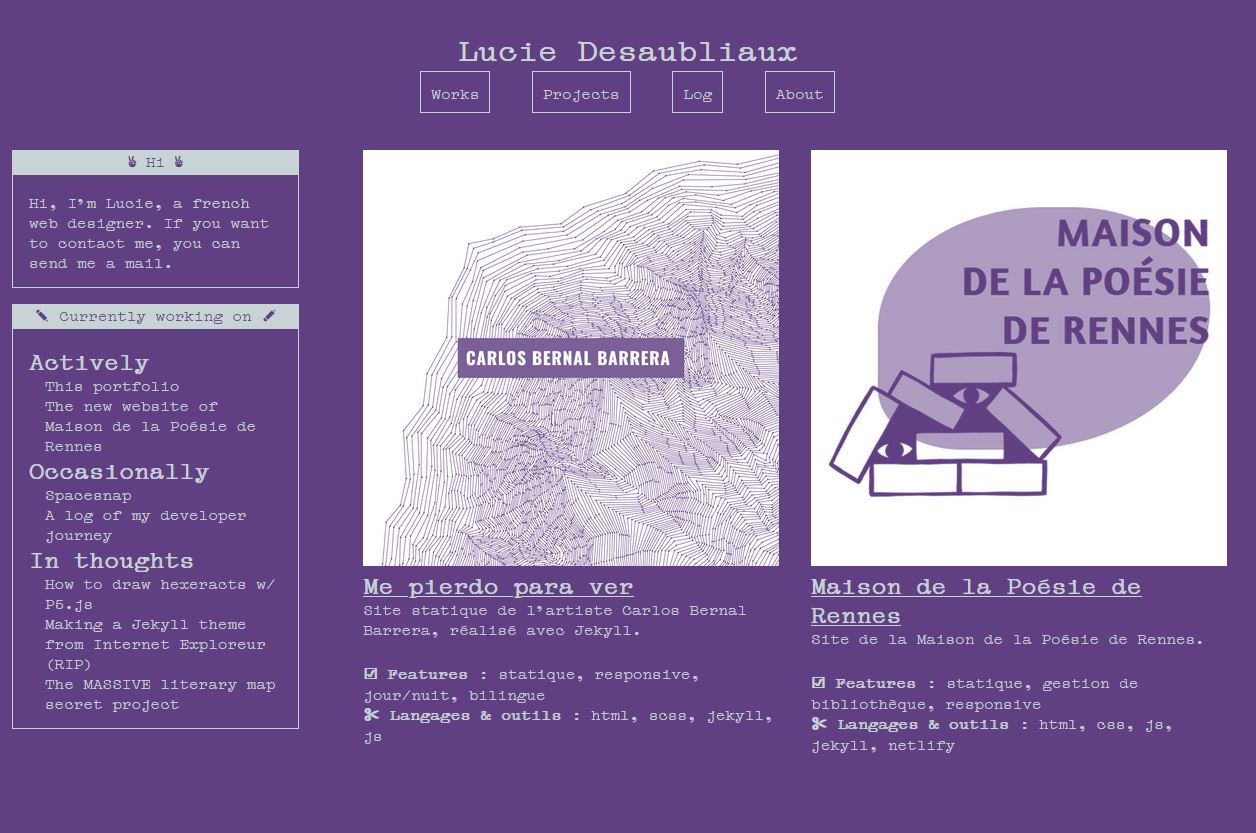 Lucie Desaubliaux
Works
Projects
Log
About
Hi
Hi, I'm Lucie, a french
web designer. If you want
to contact me, you can
send me a mail.
Currently working on
Actively
This portfolio
The new website of
Maison de la Poésie de
Rennes
Occasionally
Spacesnap
A log of my developer
journey
In thoughts
How to draw hexeracts w/
P5.js
Making a Jekyll theme
from Internet Exploreur
(RIP)
The MASSIVE literary map
secret project
CARLOS BERNAL BARRERA
Me pierdo para ver
Site statique de l'artiste Carlos Bernal
Barrera, réalisé avec Jekyll.
Features : statique, responsive,
jour/nuit, bilingue
Langages & outils : html, scss, jekyll,
js
MAISON
DE LA POÉSIE
DE RENNES
Maison de la Poésie de
Rennes
Site de la Maison de la Poésie de Rennes.
Features : statique, gestion de
bibliothèque, responsive
Langages & outils : html, css, js,
jekyll, netlify